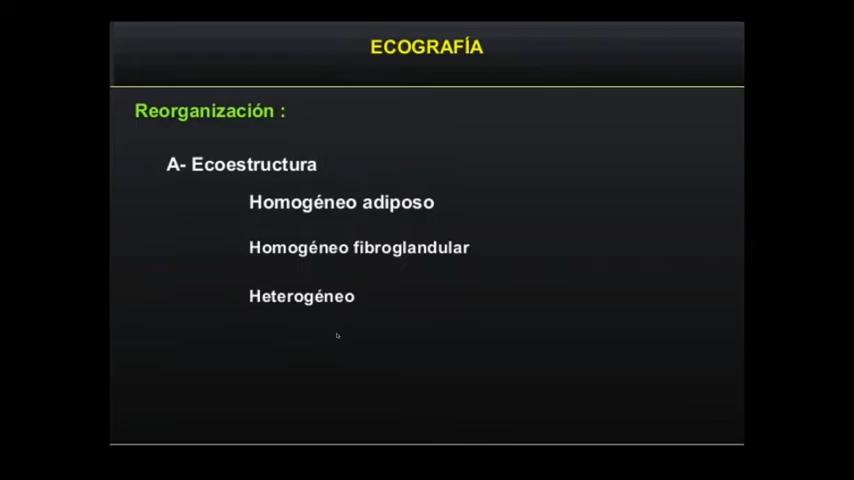 ECOGRAFÍA
Reorganización :
A- Ecoestructura
Homogéneo adiposo
Homogéneo fibroglandular
Heterogéneo